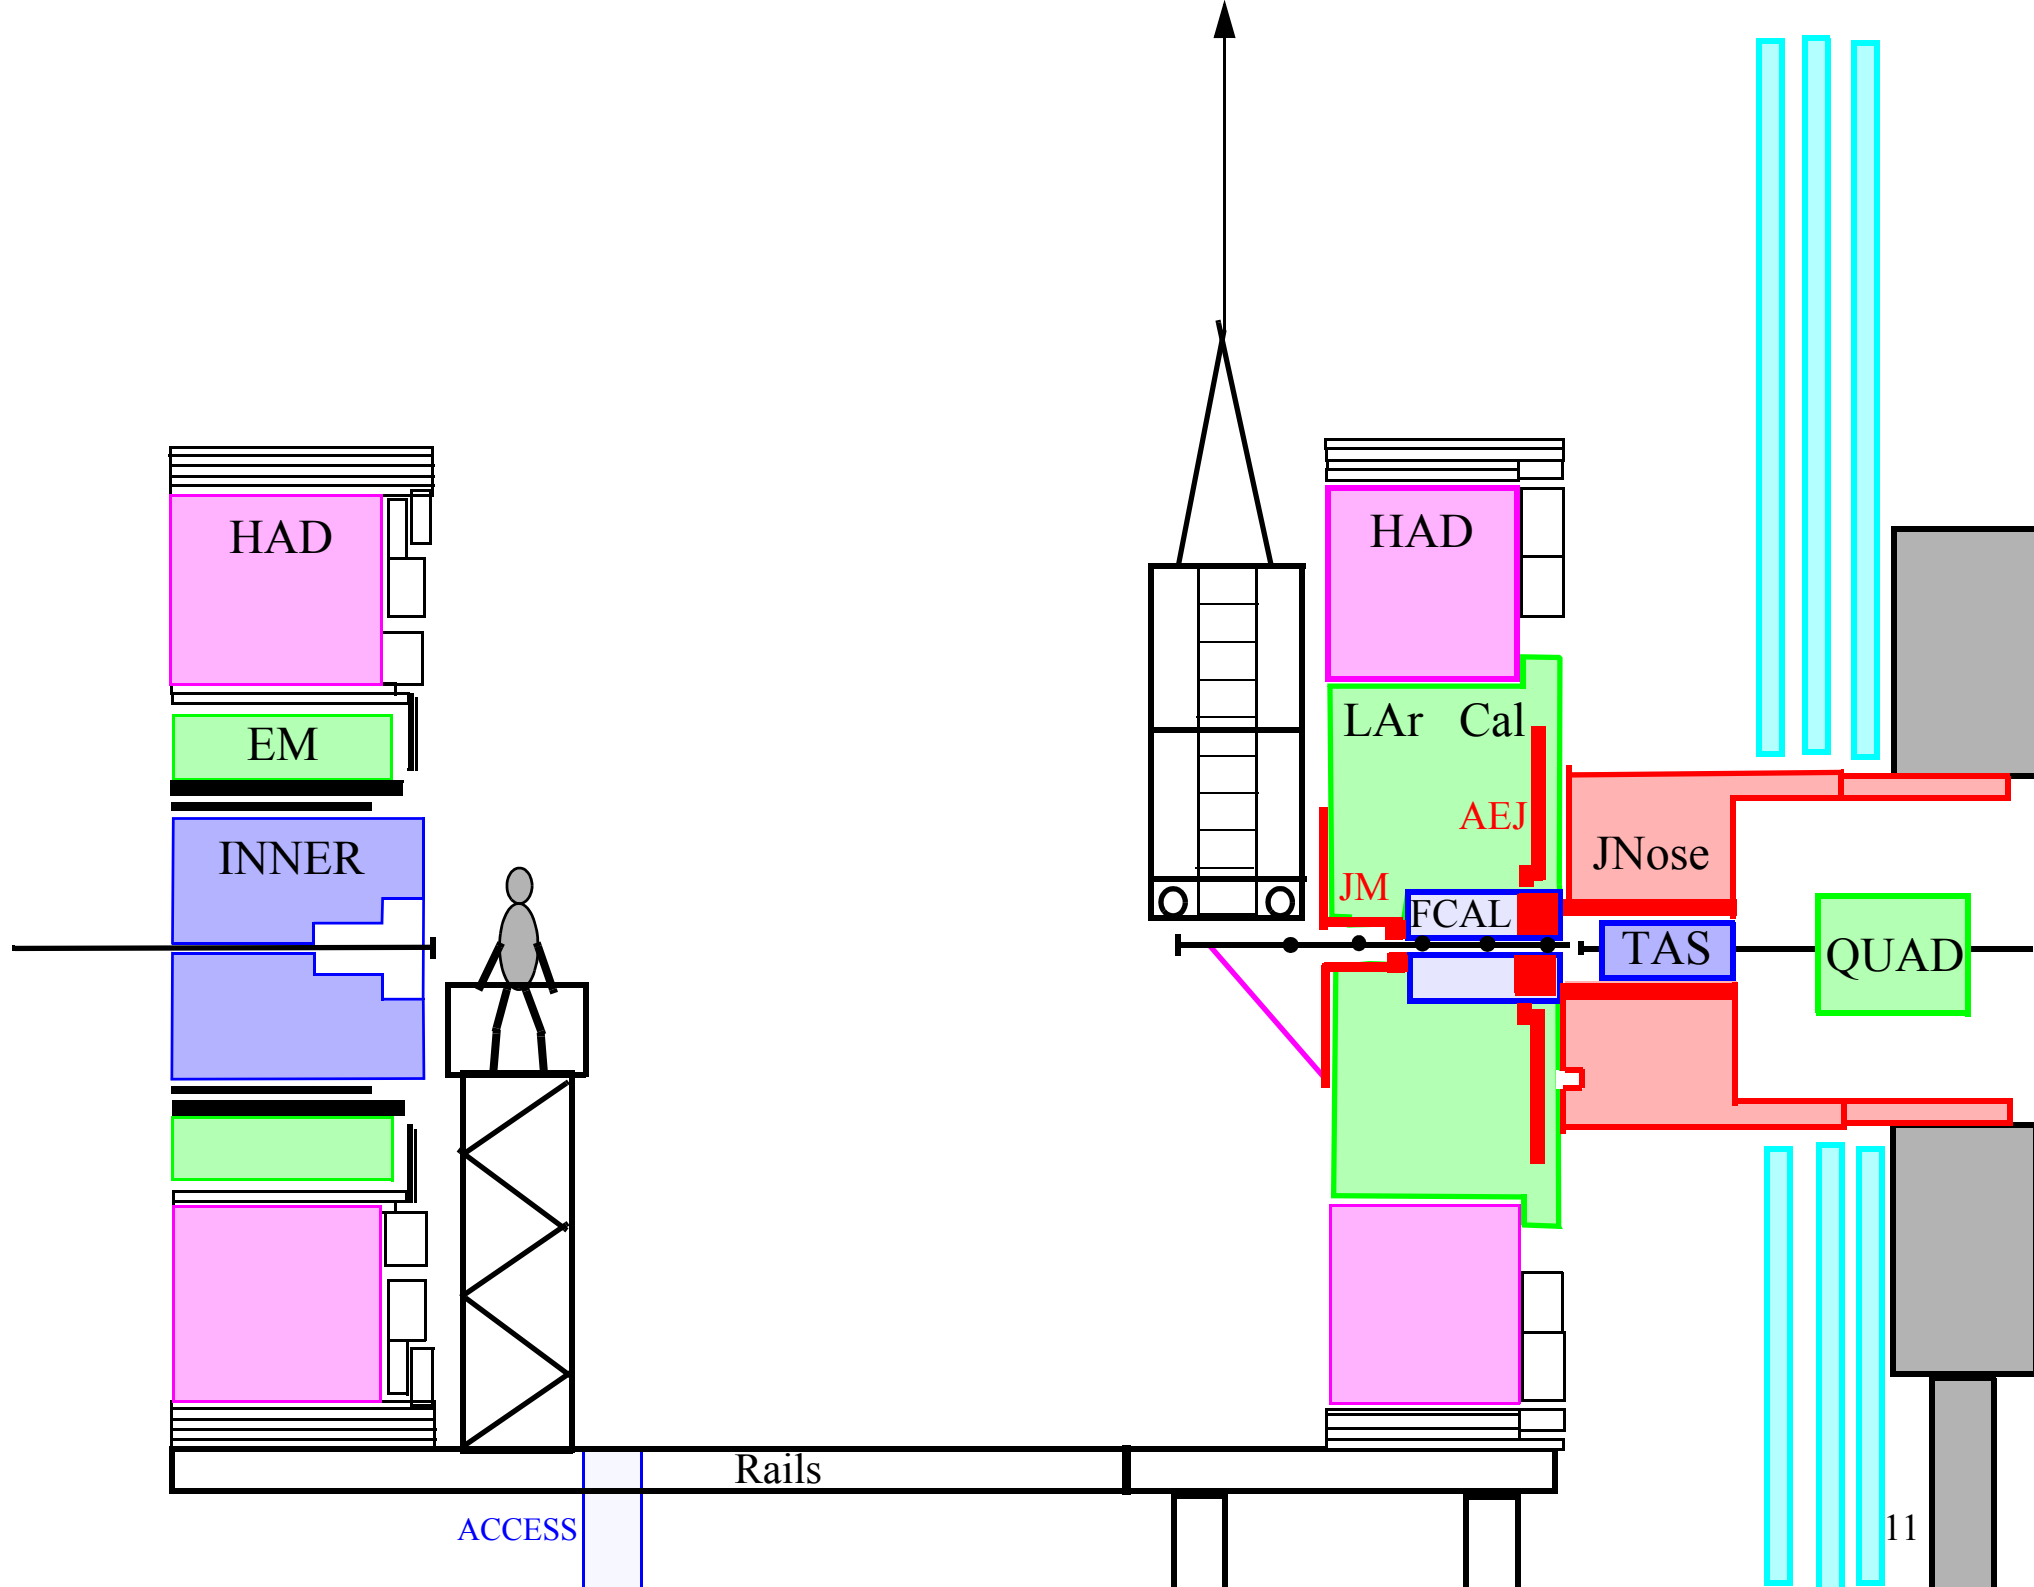 HAD
HAD
EM
LAr Cal
AEJ
INNER
JNose
JM
FCAL
TAS
QUAD
Rails
ACCESS
11